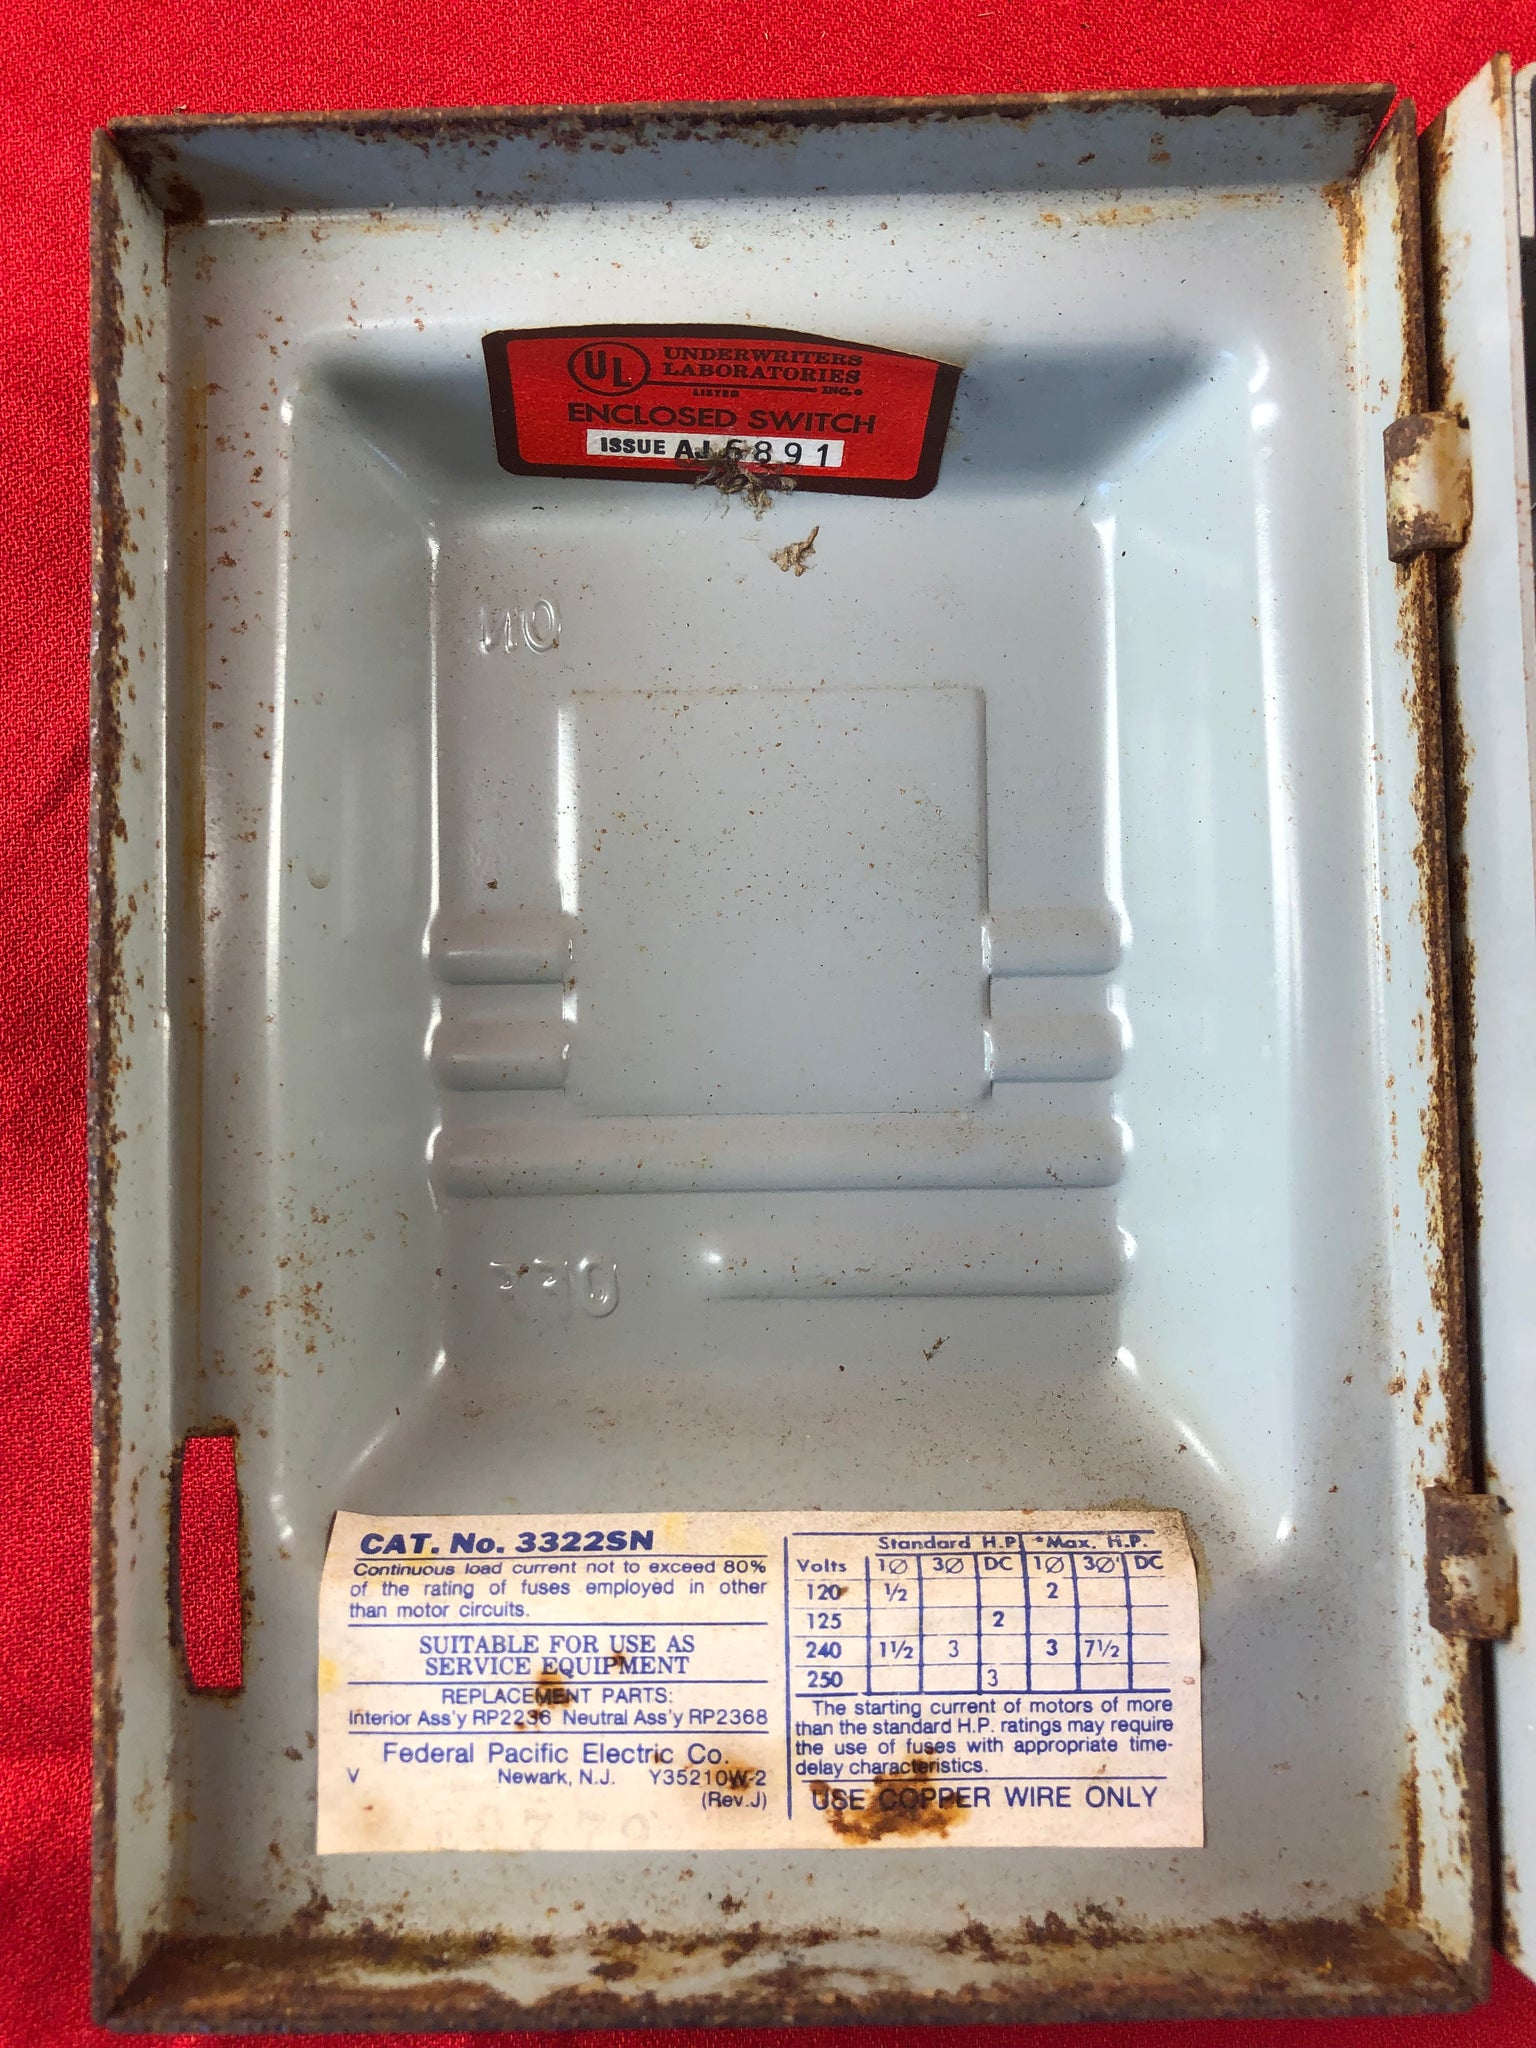 UL
UNDERWRITERS
LABORATORIES
LISTED INC.®
ENCLOSED SWITCH
ISSUE AJ6891
ON
OFF
CAT. No. 3322SN
Continuous load current not to exceed 80%
of the rating of fuses employed in other
than motor circuits.
SUITABLE FOR USE AS
SERVICE EQUIPMENT
REPLACEMENT PARTS:
Interior Ass'y RP2236 Neutral Ass'y RP2368
Federal Pacific Electric Co.
V Newark, N.J. Y35210W-2
(Rev.J)
Standard H.P. *Max. H.P.
Volts 1Ø 3Ø DC 1Ø 3Ø DC
120 ½ 2
125 2
240 1½ 3 3 7½
250 3
The starting current of motors of more
than the standard H.P. ratings may require
the use of fuses with appropriate time-
delay characteristics.
USE COPPER WIRE ONLY